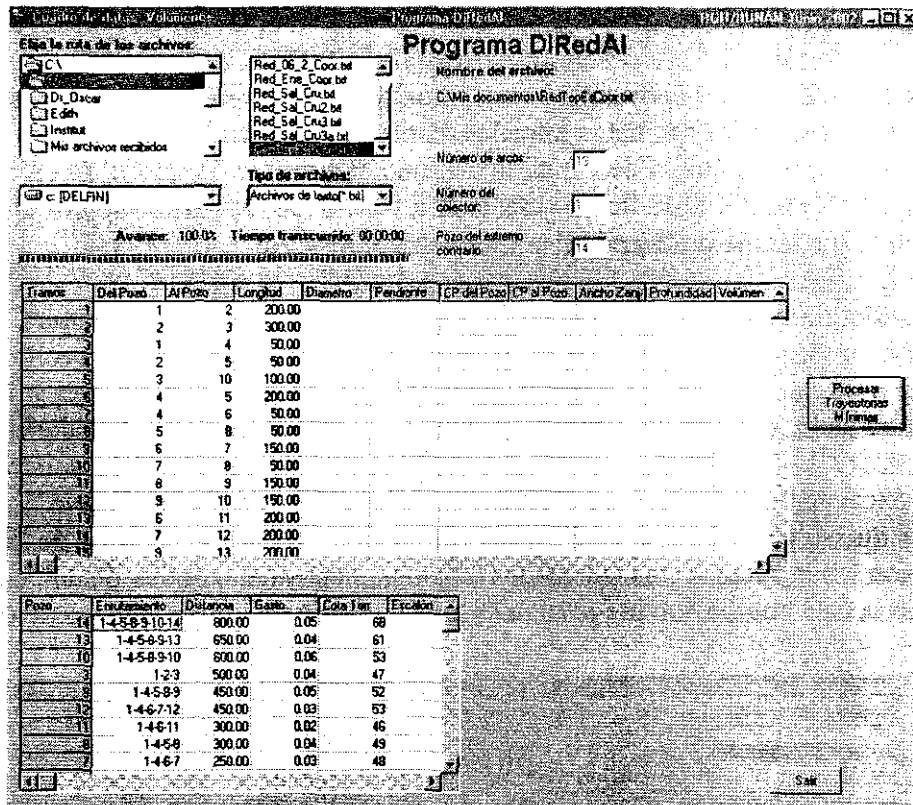 Programa DIRedAl
Elija la ruta de los archivos:
C:\
Di_Dacar
Edith
Institut
Mis archivos recibidos
c: [DELFIN]
Red_06_2_Coor.txt
Red_Ene_Coor.txt
Red_Sal_Cru.txt
Red_Sal_Cru2.txt
Red_Sal_Cru3.txt
Red_Sal_Cru3a.txt
Tipo de archivos:
Archivos de texto(*.txt)
Programa DIRedAl
Nombre del archivo:
Número de arcos:
Número del colector:
1
Pozo del extremo contrario:
14
Avance: 100.0% Tiempo transcurrido: 00:00:00
Tramos Del Pozo Al Pozo Longitud Diametro Pendiente CP del Pozo CP al Pozo Ancho Zanj Profundidad Volúmen
1 1 2 200.00
2 2 3 300.00
3 1 4 50.00
4 2 5 50.00
5 3 10 100.00
6 4 5 200.00
7 4 6 50.00
8 5 8 50.00
9 6 7 150.00
10 7 8 50.00
11 8 9 150.00
12 9 10 150.00
13 6 11 200.00
14 7 12 200.00
15 9 13 200.00
Procesar
Trayectorias
Mínimas
Pozo Enrutamiento Distancia Gasto Cota Terr Escalón
14 1-4-5-8-9-10-14 800.00 0.05 68
13 1-4-5-8-9-13 650.00 0.04 61
10 1-4-5-8-9-10 600.00 0.06 53
3 1-2-3 500.00 0.04 47
9 1-4-5-8-9 450.00 0.05 52
12 1-4-6-7-12 450.00 0.03 53
11 1-4-6-11 300.00 0.02 46
8 1-4-5-8 300.00 0.04 49
7 1-4-6-7 250.00 0.03 48
Salir